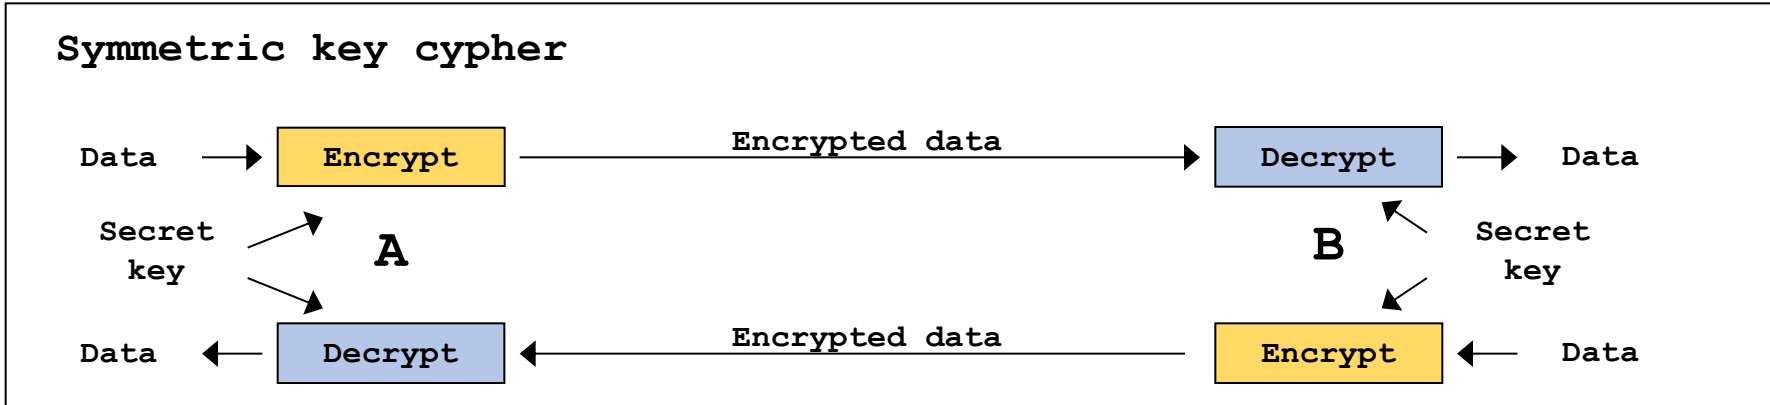 Symmetric key cypher
Data Encrypt Encrypted data Decrypt Data
Secret key A B Secret key
Data Decrypt Encrypted data Encrypt Data